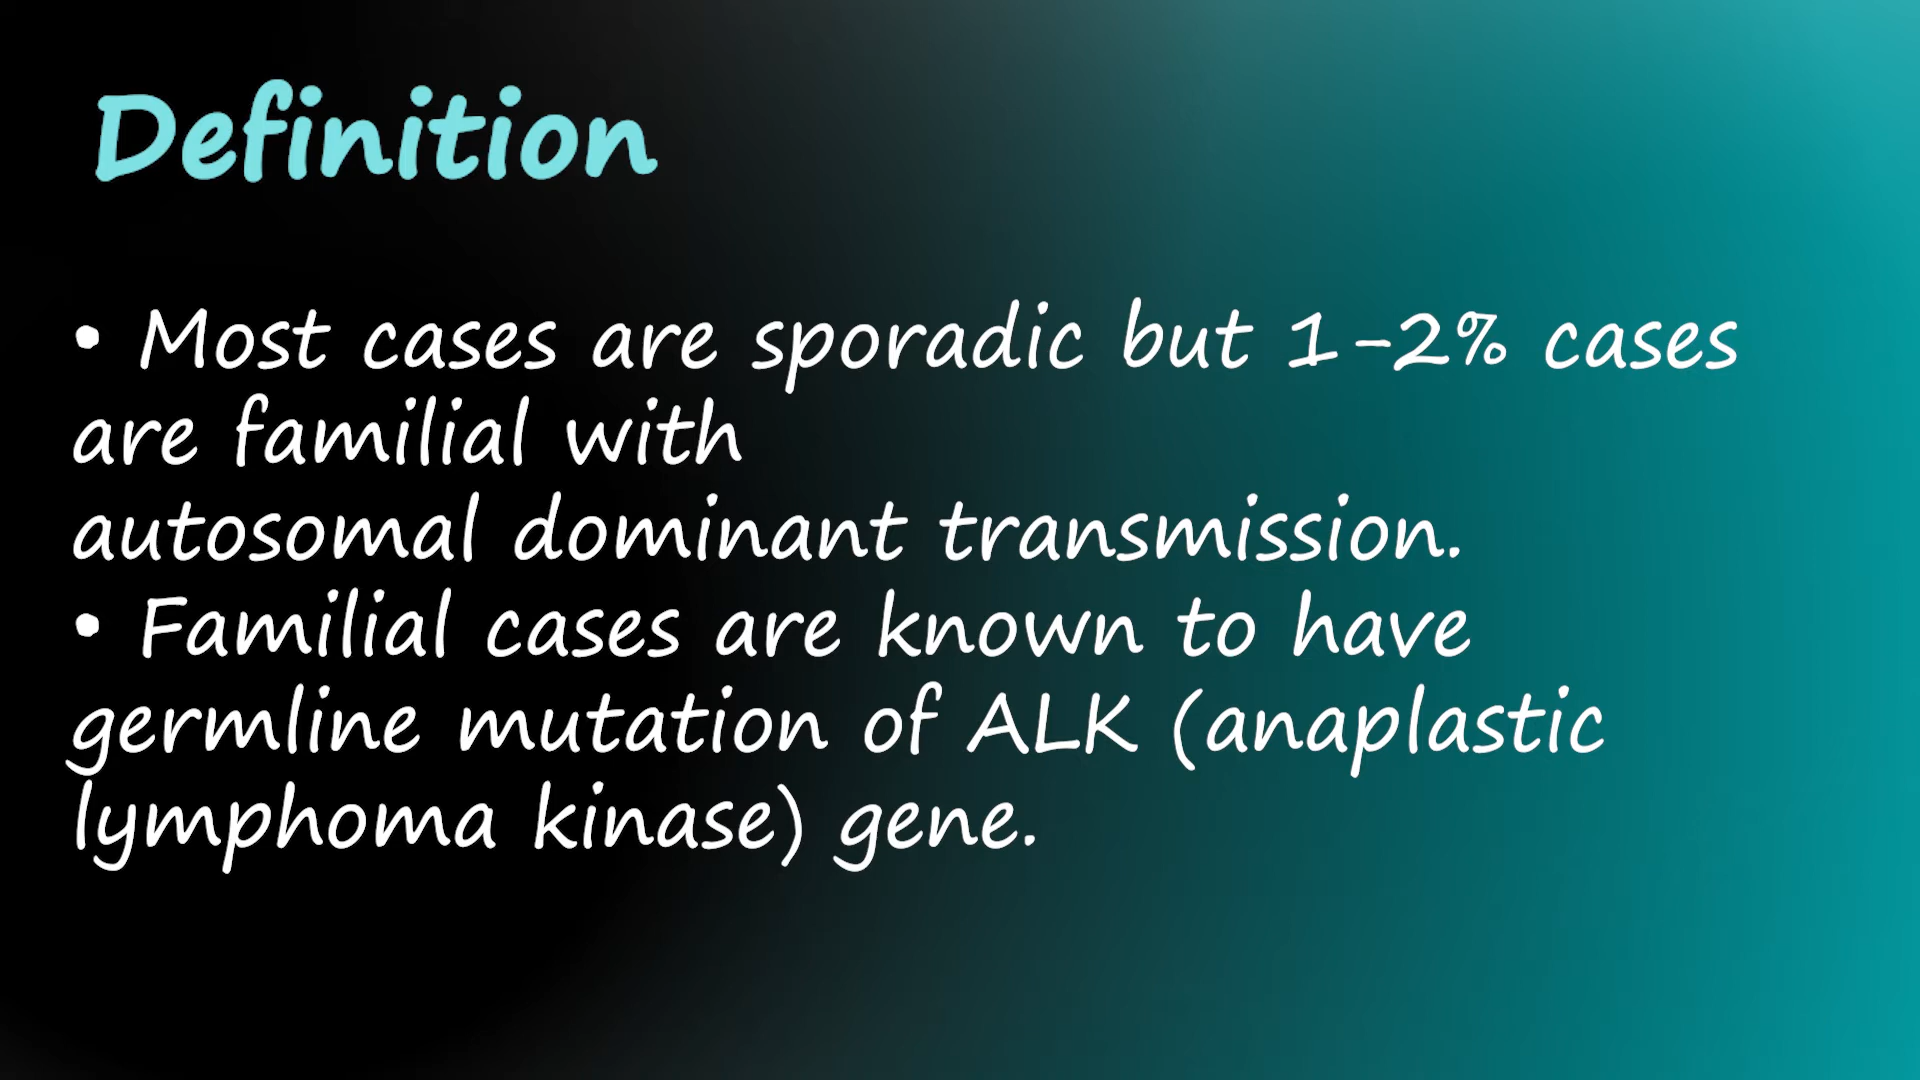 Definition
• Most cases are sporadic but 1-2% cases
are familial with
autosomal dominant transmission.
• Familial cases are known to have
germline mutation of ALK (anaplastic
lymphoma kinase) gene.